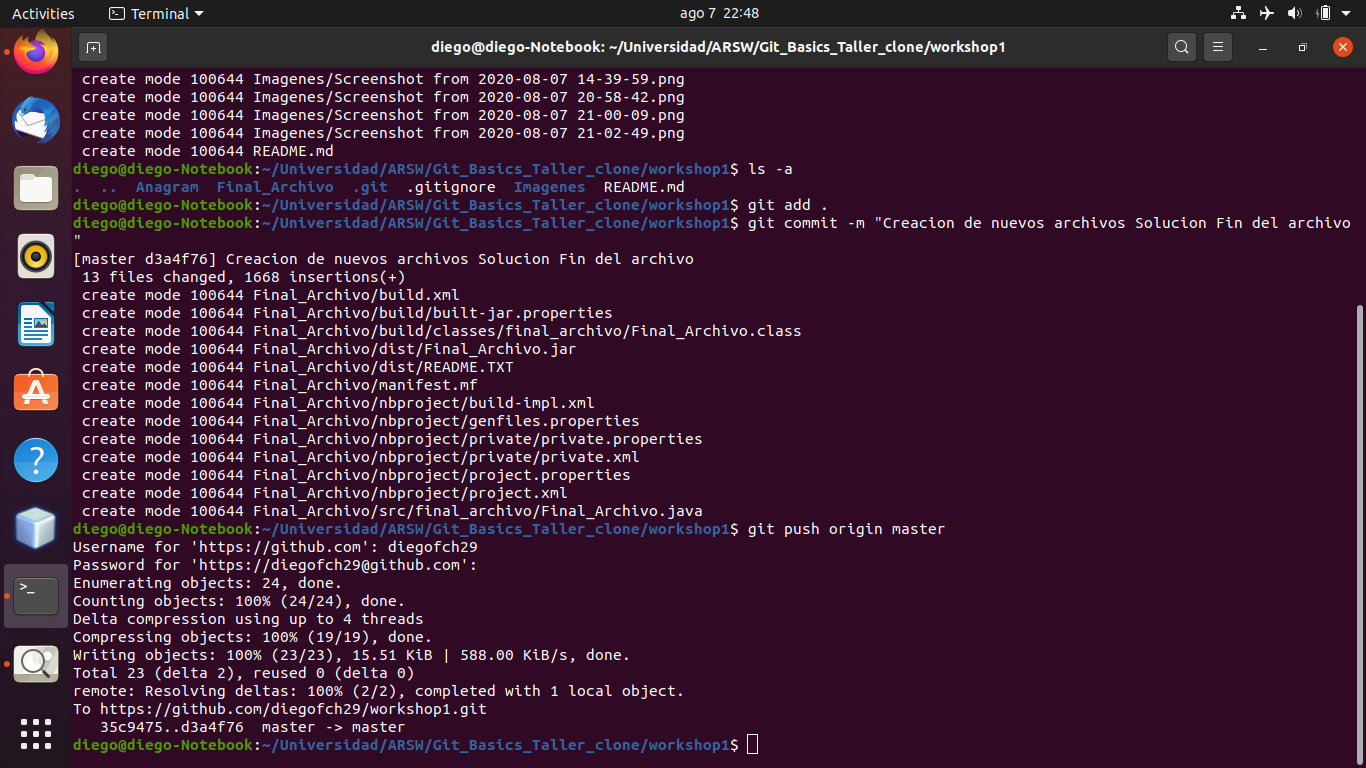 Activities
Terminal
ago 7 22:48
diego@diego-Notebook: ~/Universidad/ARSW/Git_Basics_Taller_clone/workshop1
 create mode 100644 Imagenes/Screenshot from 2020-08-07 14-39-59.png
 create mode 100644 Imagenes/Screenshot from 2020-08-07 20-58-42.png
 create mode 100644 Imagenes/Screenshot from 2020-08-07 21-00-09.png
 create mode 100644 Imagenes/Screenshot from 2020-08-07 21-02-49.png
 create mode 100644 README.md
diego@diego-Notebook:~/Universidad/ARSW/Git_Basics_Taller_clone/workshop1$ ls -a
.  ..  Anagram  Final_Archivo  .git  .gitignore  Imagenes  README.md
diego@diego-Notebook:~/Universidad/ARSW/Git_Basics_Taller_clone/workshop1$ git add .
diego@diego-Notebook:~/Universidad/ARSW/Git_Basics_Taller_clone/workshop1$ git commit -m "Creacion de nuevos archivos Solucion Fin del archivo
"
[master d3a4f76] Creacion de nuevos archivos Solucion Fin del archivo
 13 files changed, 1668 insertions(+)
 create mode 100644 Final_Archivo/build.xml
 create mode 100644 Final_Archivo/build/built-jar.properties
 create mode 100644 Final_Archivo/build/classes/final_archivo/Final_Archivo.class
 create mode 100644 Final_Archivo/dist/Final_Archivo.jar
 create mode 100644 Final_Archivo/dist/README.TXT
 create mode 100644 Final_Archivo/manifest.mf
 create mode 100644 Final_Archivo/nbproject/build-impl.xml
 create mode 100644 Final_Archivo/nbproject/genfiles.properties
 create mode 100644 Final_Archivo/nbproject/private/private.properties
 create mode 100644 Final_Archivo/nbproject/private/private.xml
 create mode 100644 Final_Archivo/nbproject/project.properties
 create mode 100644 Final_Archivo/nbproject/project.xml
 create mode 100644 Final_Archivo/src/final_archivo/Final_Archivo.java
diego@diego-Notebook:~/Universidad/ARSW/Git_Basics_Taller_clone/workshop1$ git push origin master
Username for 'https://github.com': diegofch29
Password for 'https://diegofch29@github.com':
Enumerating objects: 24, done.
Counting objects: 100% (24/24), done.
Delta compression using up to 4 threads
Compressing objects: 100% (19/19), done.
Writing objects: 100% (23/23), 15.51 KiB | 588.00 KiB/s, done.
Total 23 (delta 2), reused 0 (delta 0)
remote: Resolving deltas: 100% (2/2), completed with 1 local object.
To https://github.com/diegofch29/workshop1.git
   35c9475..d3a4f76  master -> master
diego@diego-Notebook:~/Universidad/ARSW/Git_Basics_Taller_clone/workshop1$